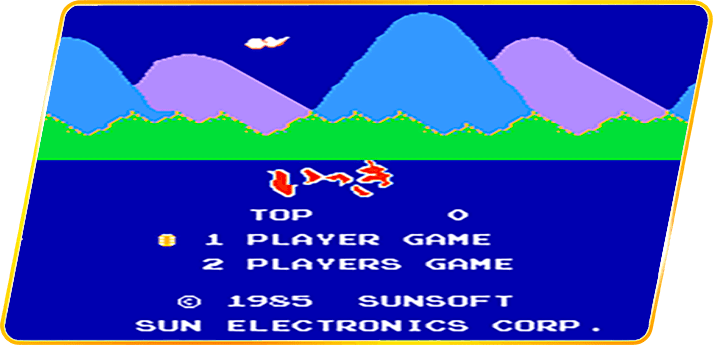 いっき
TOP 0
1 PLAYER GAME
2 PLAYERS GAME
© 1985 SUNSOFT
SUN ELECTRONICS CORP.